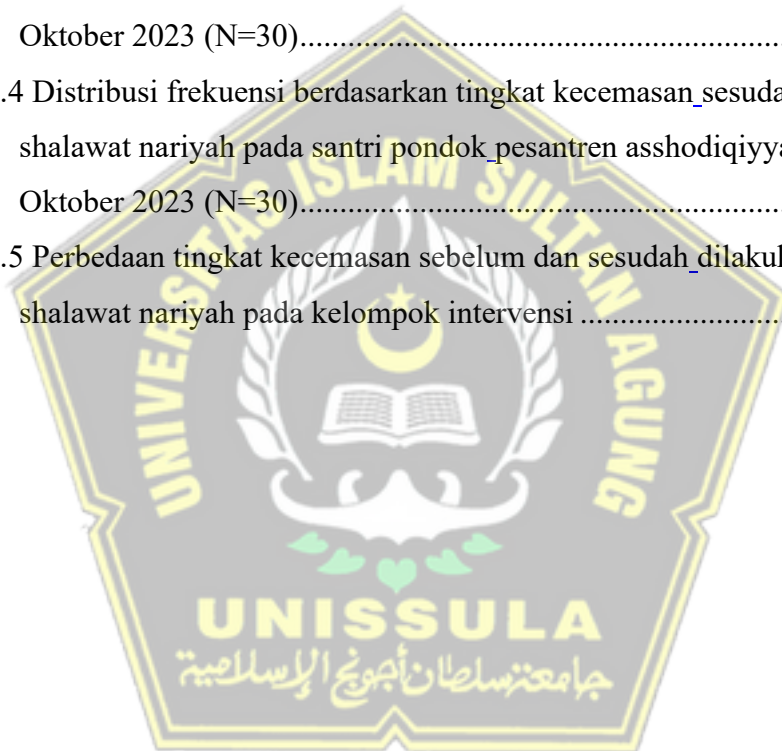 Oktober 2023 (N=30)
.4 Distribusi frekuensi berdasarkan tingkat kecemasan sesuda
shalawat nariyah pada santri pondok pesantren asshodiqiyya
Oktober 2023 (N=30)
.5 Perbedaan tingkat kecemasan sebelum dan sesudah dilakuk
shalawat nariyah pada kelompok intervensi
UNIVERSITAS ISLAM SULTAN AGUNG
UNISSULA
جامعة سلطان أجونج الإسلامية